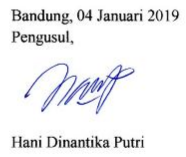 Bandung, 04 Januari 2019
Pengusul,
Hani Dinantika Putri